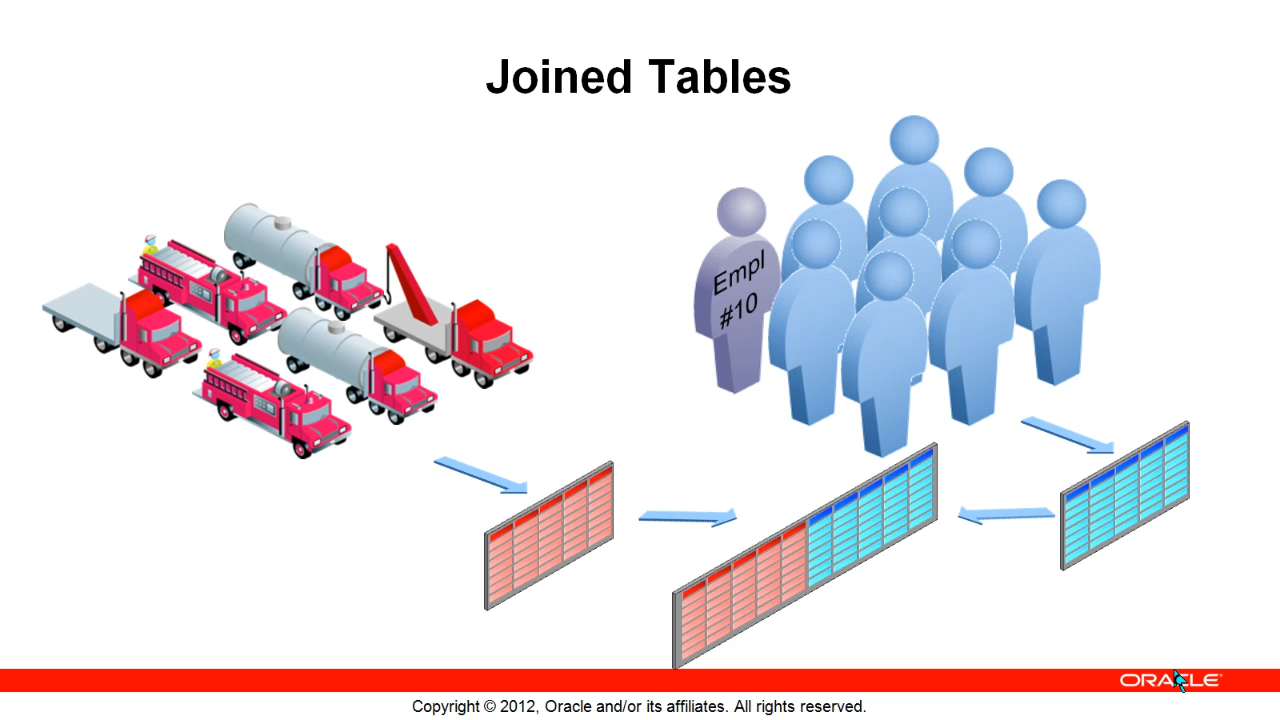 Joined Tables
Empl
#10
ORACLE
Copyright © 2012, Oracle and/or its affiliates. All rights reserved.